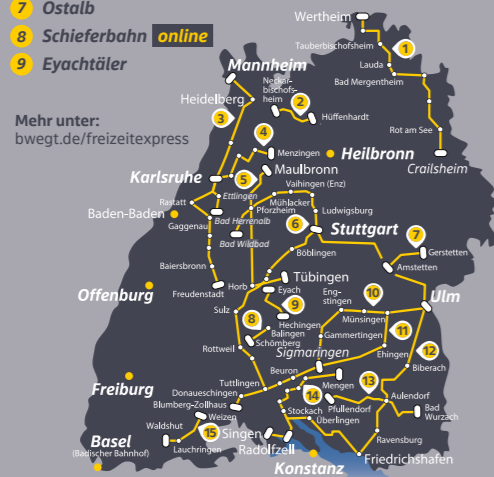 7 Ostalb
8 Schieferbahn online
9 Eyachtäler
Mehr unter:
bwegt.de/freizeitexpress
Wertheim
Tauberbischofsheim
1
Lauda
Bad Mergentheim
Mannheim
Neckar-
bischofs-
heim
2
Heidelberg
Hüffenhardt
3
Rot am See
4
Menzingen
Heilbronn
Crailsheim
Karlsruhe
5
Maulbronn
Ettlingen
Vaihingen (Enz)
Rastatt
Mühlacker
Pforzheim
Ludwigsburg
Baden-Baden
Bad Herrenalb
6
Stuttgart
Gaggenau
Bad Wildbad
7
Böblingen
Gerstetten
Baiersbronn
Tübingen
Amstetten
Offenburg
Freudenstadt
Horb
Eyach
Eng-
stingen
10
Ulm
Sulz
9
Münsingen
8
Hechingen
Balingen
Gammertingen
11
Schömberg
12
Rottweil
Sigmaringen
Ehingen
Biberach
Beuron
13
Freiburg
Tuttlingen
Mengen
14
Aulendorf
Donaueschingen
Blumberg-Zollhaus
Stockach
Pfullendorf
Bad
Wurzach
Weizen
Überlingen
Waldshut
15
Singen
Ravensburg
Basel
(Badischer Bahnhof)
Lauchringen
Radolfzell
Friedrichshafen
Konstanz